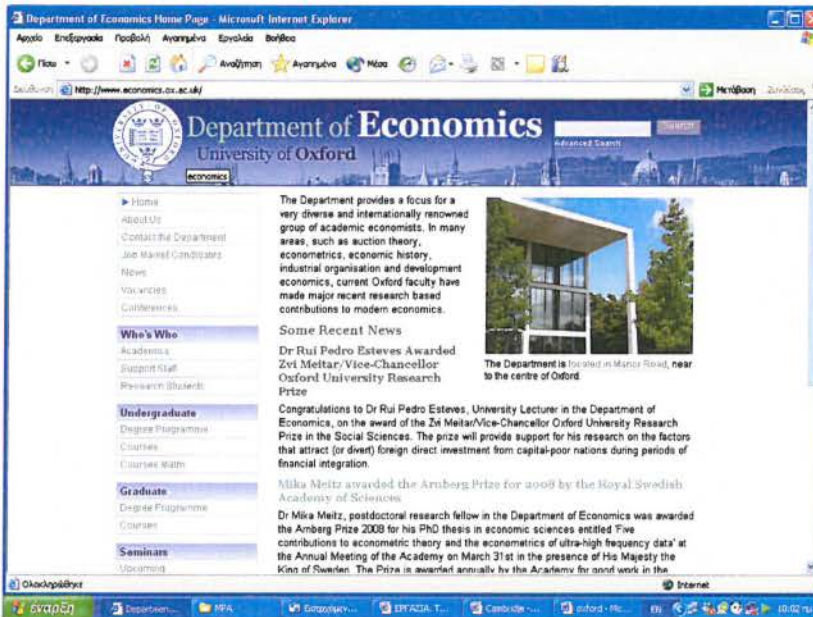 Department of Economics Home Page - Microsoft Internet Explorer
Αρχείο Επεξεργασία Προβολή Αγαπημένα Εργαλεία Βοήθεια
Πίσω Αναζήτηση Αγαπημένα Μέσα
Διεύθυνση http://www.economics.ox.ac.uk/ Μετάβαση Συνδέσεις
Department of Economics
University of Oxford
Search
Advanced Search
economics
Home
About Us
Contact the Department
Job Market Candidates
News
Vacancies
Conferences
Who's Who
Academics
Support Staff
Research Students
Undergraduate
Degree Programme
Courses
Courses Maths
Graduate
Degree Programme
Courses
Seminars
Upcoming
The Department provides a focus for a
very diverse and internationally renowned
group of academic economists. In many
areas, such as auction theory,
econometrics, economic history,
industrial organisation and development
economics, current Oxford faculty have
made major recent research based
contributions to modern economics.
The Department is located in Manor Road, near
to the centre of Oxford.
Some Recent News
Dr Rui Pedro Esteves Awarded
Zvi Meitar/Vice-Chancellor
Oxford University Research
Prize
Congratulations to Dr Rui Pedro Esteves, University Lecturer in the Department of
Economics, on the award of the Zvi Meitar/Vice-Chancellor Oxford University Research
Prize in the Social Sciences. The prize will provide support for his research on the factors
that attract (or divert) foreign direct investment from capital-poor nations during periods of
financial integration.
Mika Meitz awarded the Arnberg Prize for 2008 by the Royal Swedish
Academy of Sciences
Dr Mika Meitz, postdoctoral research fellow in the Department of Economics was awarded
the Arnberg Prize 2008 for his PhD thesis in economic sciences entitled 'Five
contributions to econometric theory and the econometrics of ultra-high frequency data' at
the Annual Meeting of the Academy on March 31st in the presence of His Majesty the
King of Sweden. The Prize is awarded annually by the Academy for good work in the
Ολοκληρώθηκε Internet
έναρξη Departmen... MPA Εισερχόμεν... ΕΡΓΑΣΙΑ. Τ... Cambridge -... oxford - Mic... EN 10:02 πμ